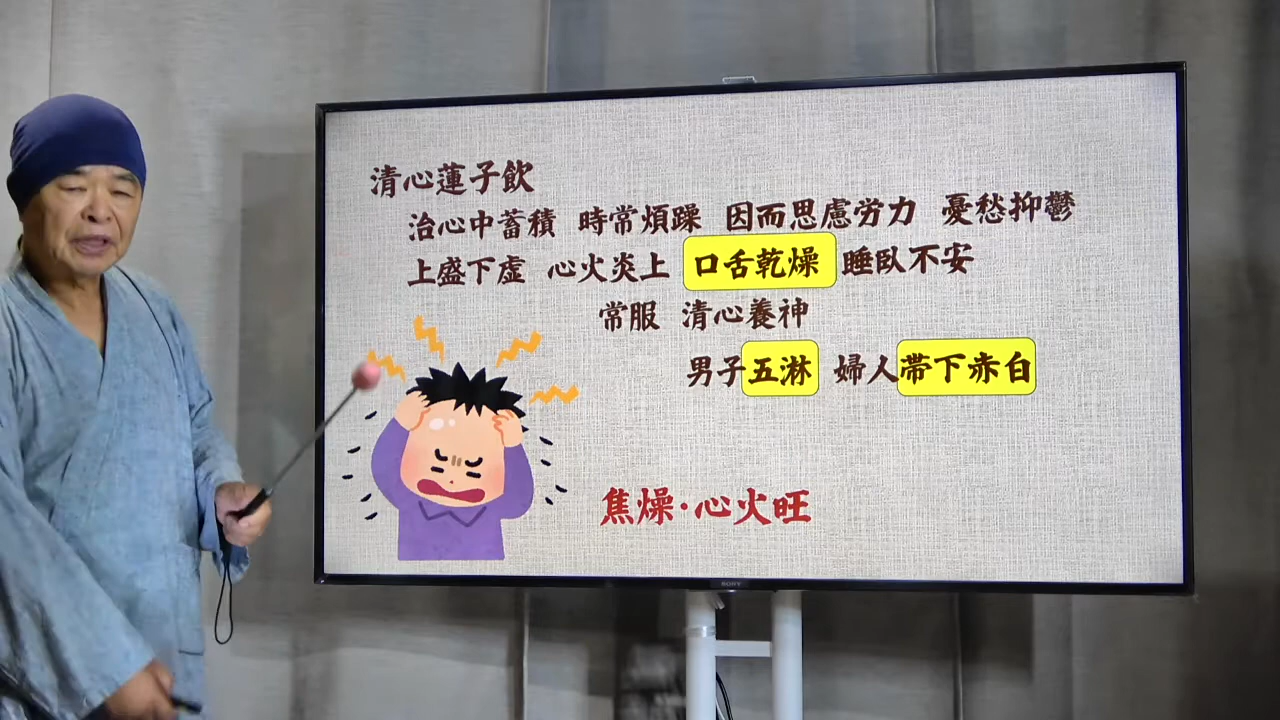 清心蓮子飲
治心中蓄積 時常煩躁 因而思慮労力 憂愁抑鬱
上盛下虚 心火炎上 口舌乾燥 睡臥不安
常服 清心養神
男子五淋 婦人帯下赤白
焦燥・心火旺
SONY